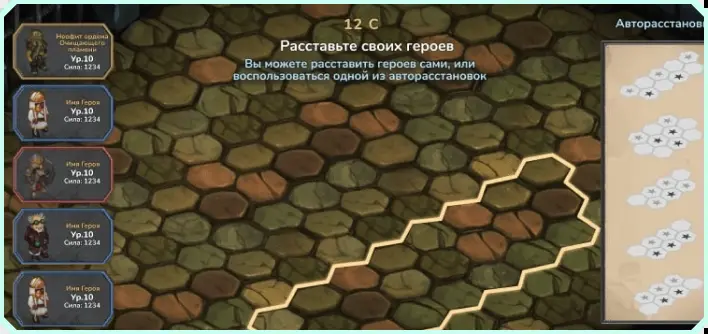 12 С
Расставьте своих героев
Вы можете расставить героев сами, или
воспользоваться одной из авторасстановок
Авторасстанов
Неофит ордена
Очищающего
пламени
Ур.10
Сила: 1234
Имя Героя
Ур.10
Сила: 1234
Имя Героя
Ур.10
Сила: 1234
Имя Героя
Ур.10
Сила: 1234
Имя Героя
Ур.10
Сила: 1234